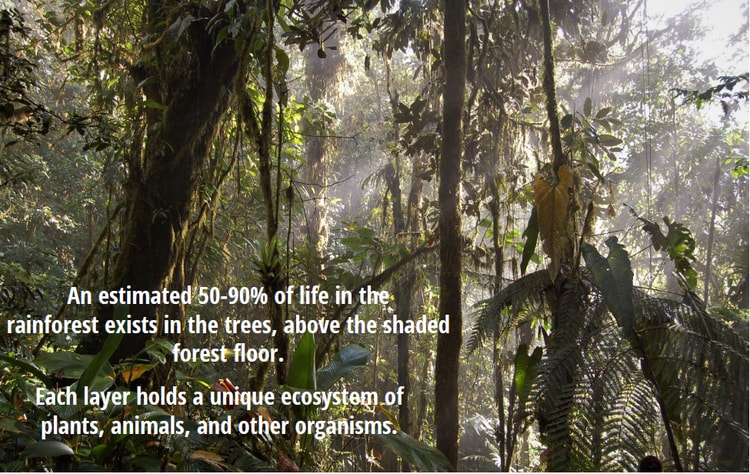 An estimated 50-90% of life in the
rainforest exists in the trees, above the shaded
forest floor.
Each layer holds a unique ecosystem of
plants, animals, and other organisms.